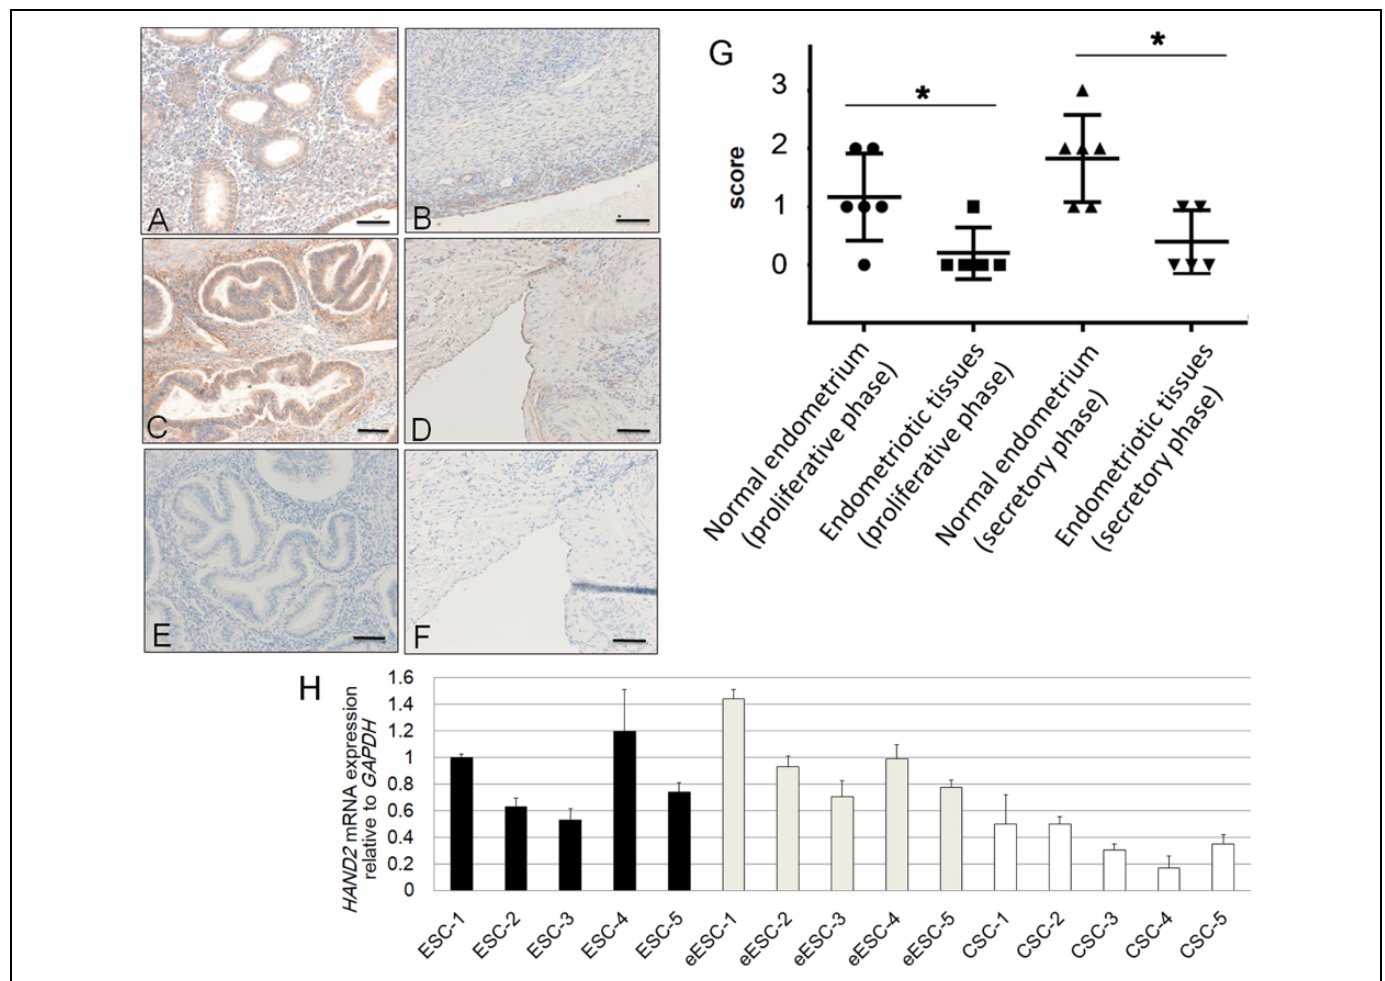 A
B
C
D
E
F
G
score
3
2
1
0
*
*
Normal endometrium
(proliferative phase)
Endometriotic tissues
(proliferative phase)
Normal endometrium
(secretory phase)
Endometriotic tissues
(secretory phase)
H
HAND2 mRNA expression
relative to GAPDH
1.6
1.4
1.2
1
0.8
0.6
0.4
0.2
0
ESC-1
ESC-2
ESC-3
ESC-4
ESC-5
eESC-1
eESC-2
eESC-3
eESC-4
eESC-5
CSC-1
CSC-2
CSC-3
CSC-4
CSC-5